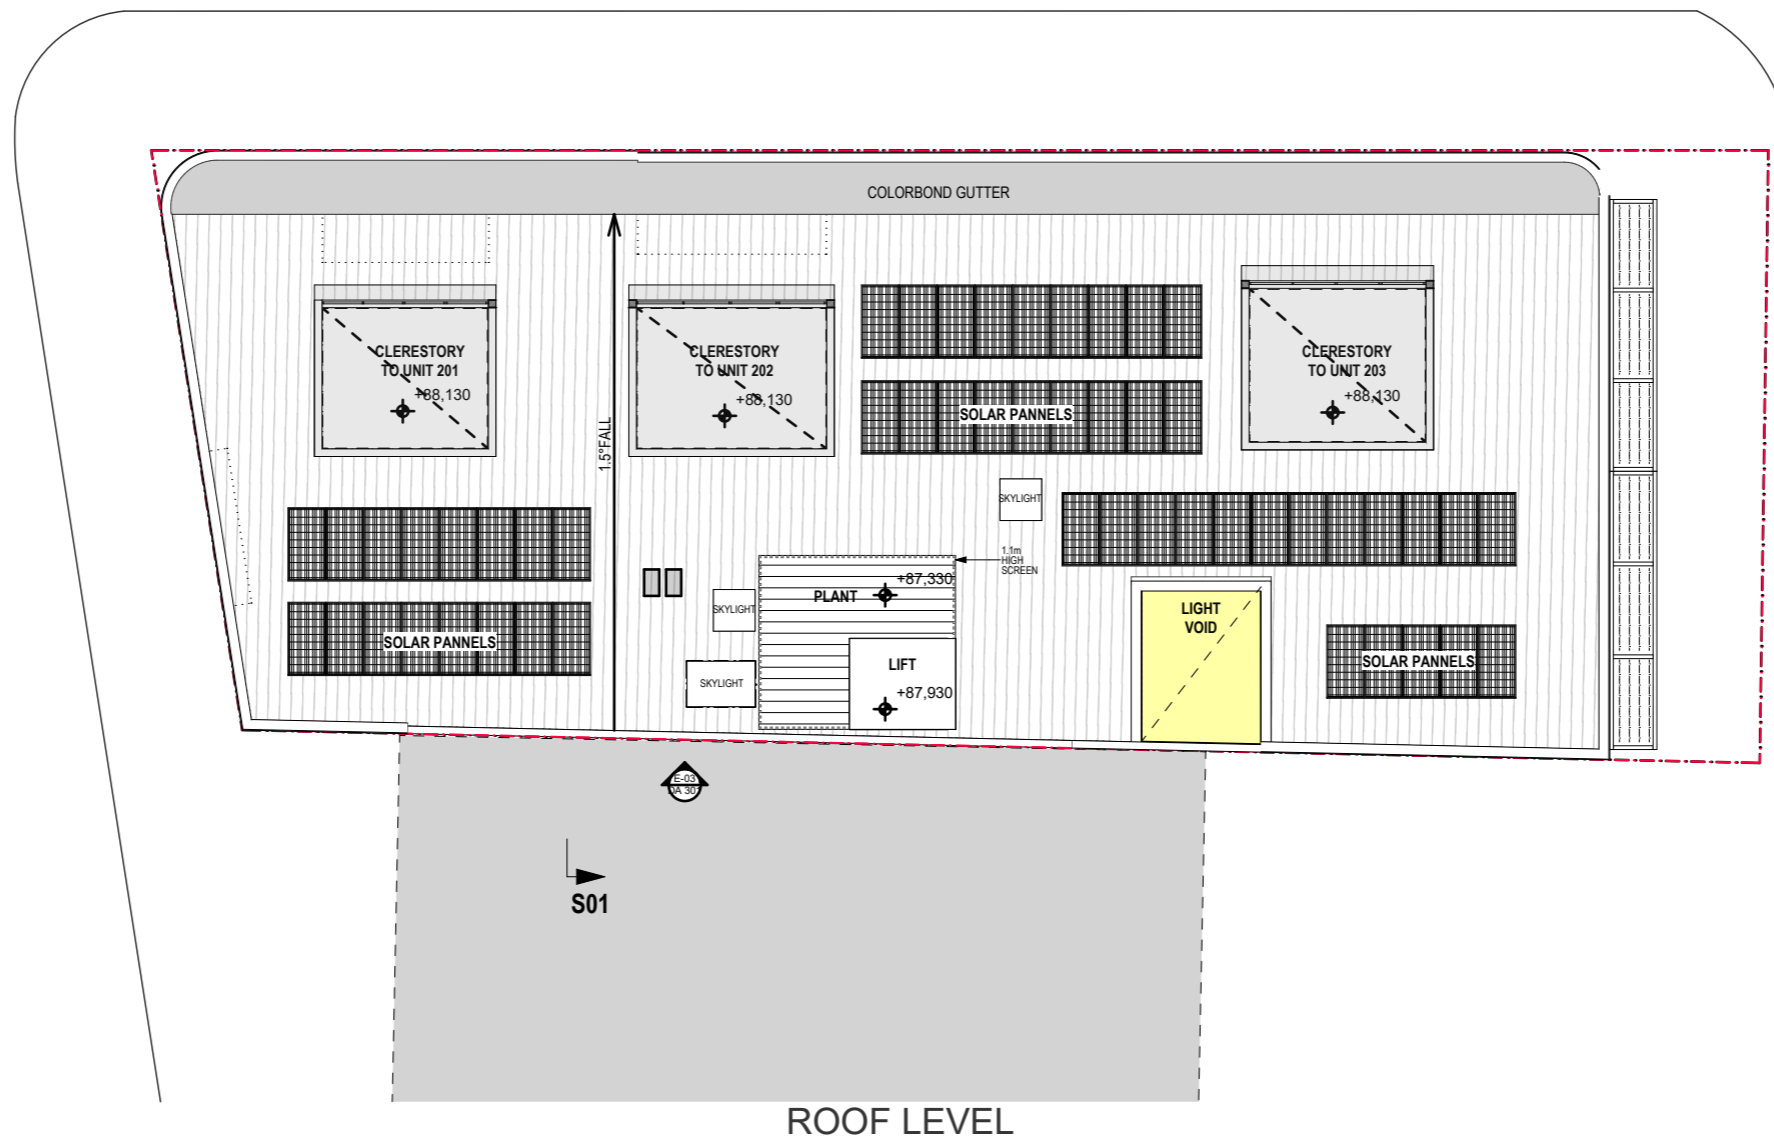 COLORBOND GUTTER
CLERESTORY
TO UNIT 201
+88,130
CLERESTORY
TO UNIT 202
+88,130
CLERESTORY
TO UNIT 203
+88,130
SOLAR PANNELS
1.5°FALL
SKYLIGHT
1.1m
HIGH
SCREEN
+87,330
PLANT
SKYLIGHT
LIGHT
VOID
SOLAR PANNELS
LIFT
SOLAR PANNELS
SKYLIGHT
+87,930
E-03
DA 301
S01
ROOF LEVEL